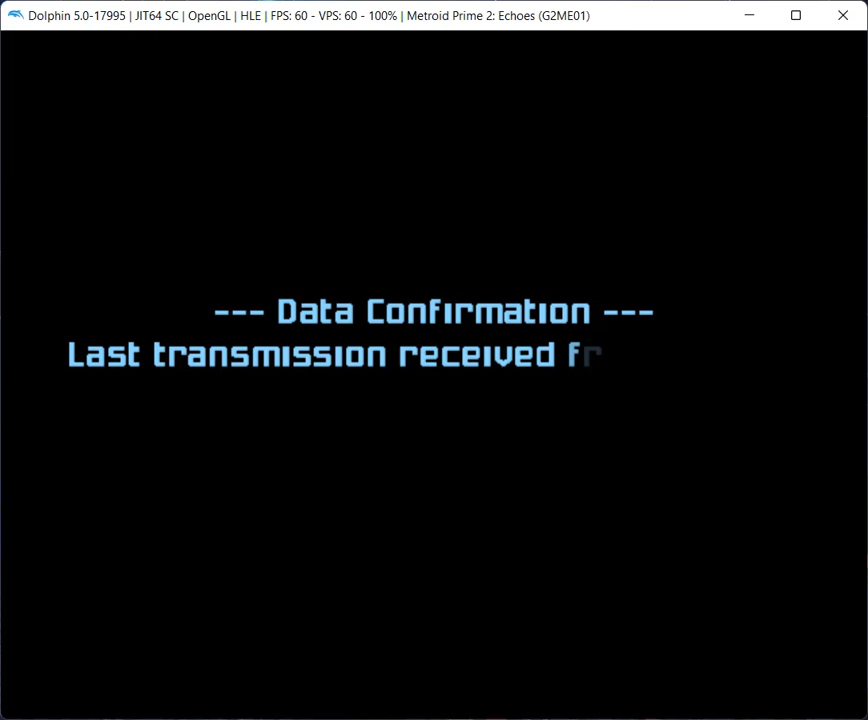 Dolphin 5.0-17995 | JIT64 SC | OpenGL | HLE | FPS: 60 - VPS: 60 - 100% | Metroid Prime 2: Echoes (G2ME01)
--- Data Confirmation ---
Last transmission received fr